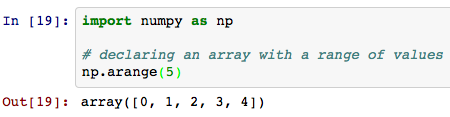 In [19]: import numpy as np
# declaring an array with a range of values
np.arange(5)
Out[19]: array([0, 1, 2, 3, 4])